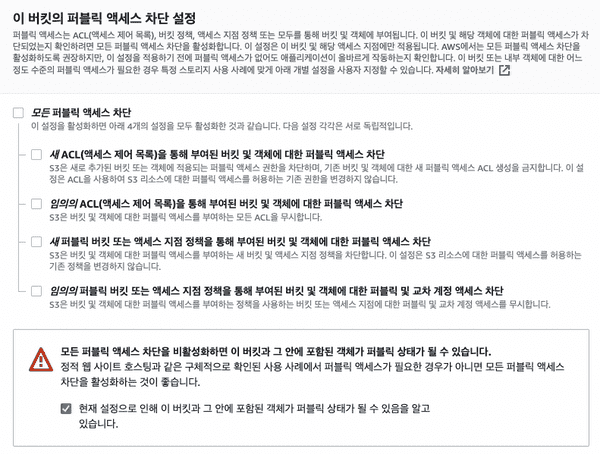 이 버킷의 퍼블릭 액세스 차단 설정
퍼블릭 액세스는 ACL(액세스 제어 목록), 버킷 정책, 액세스 지점 정책 또는 모두를 통해 버킷 및 객체에 부여됩니다. 이 버킷 및 해당 객체에 대한 퍼블릭 액세스가 차
단되었는지 확인하려면 모든 퍼블릭 액세스 차단을 활성화합니다. 이 설정은 이 버킷 및 해당 액세스 지점에만 적용됩니다. AWS에서는 모든 퍼블릭 액세스 차단을
활성화하도록 권장하지만, 이 설정을 적용하기 전에 퍼블릭 액세스가 없어도 애플리케이션이 올바르게 작동하는지 확인합니다. 이 버킷 또는 내부 객체에 대한 어느
정도 수준의 퍼블릭 액세스가 필요한 경우 특정 스토리지 사용 사례에 맞게 아래 개별 설정을 사용자 지정할 수 있습니다. 자세히 알아보기
모든 퍼블릭 액세스 차단
이 설정을 활성화하면 아래 4개의 설정을 모두 활성화한 것과 같습니다. 다음 설정 각각은 서로 독립적입니다.
새 ACL(액세스 제어 목록)을 통해 부여된 버킷 및 객체에 대한 퍼블릭 액세스 차단
S3은 새로 추가된 버킷 또는 객체에 적용되는 퍼블릭 액세스 권한을 차단하며, 기존 버킷 및 객체에 대한 새 퍼블릭 액세스 ACL 생성을 금지합니다. 이 설
정은 ACL을 사용하여 S3 리소스에 대한 퍼블릭 액세스를 허용하는 기존 권한을 변경하지 않습니다.
임의의 ACL(액세스 제어 목록)을 통해 부여된 버킷 및 객체에 대한 퍼블릭 액세스 차단
S3은 버킷 및 객체에 대한 퍼블릭 액세스를 부여하는 모든 ACL을 무시합니다.
새 퍼블릭 버킷 또는 액세스 지점 정책을 통해 부여된 버킷 및 객체에 대한 퍼블릭 액세스 차단
S3은 버킷 및 객체에 대한 퍼블릭 액세스를 부여하는 새 버킷 및 액세스 지점 정책을 차단합니다. 이 설정은 S3 리소스에 대한 퍼블릭 액세스를 허용하는
기존 정책을 변경하지 않습니다.
임의의 퍼블릭 버킷 또는 액세스 지점 정책을 통해 부여된 버킷 및 객체에 대한 퍼블릭 및 교차 계정 액세스 차단
S3은 버킷 및 객체에 대한 퍼블릭 액세스를 부여하는 정책을 사용하는 버킷 또는 액세스 지점에 대한 퍼블릭 및 교차 계정 액세스를 무시합니다.
모든 퍼블릭 액세스 차단을 비활성화하면 이 버킷과 그 안에 포함된 객체가 퍼블릭 상태가 될 수 있습니다.
정적 웹 사이트 호스팅과 같은 구체적으로 확인된 사용 사례에서 퍼블릭 액세스가 필요한 경우가 아니면 모든 퍼블릭 액세스
차단을 활성화하는 것이 좋습니다.
현재 설정으로 인해 이 버킷과 그 안에 포함된 객체가 퍼블릭 상태가 될 수 있음을 알고
있습니다.